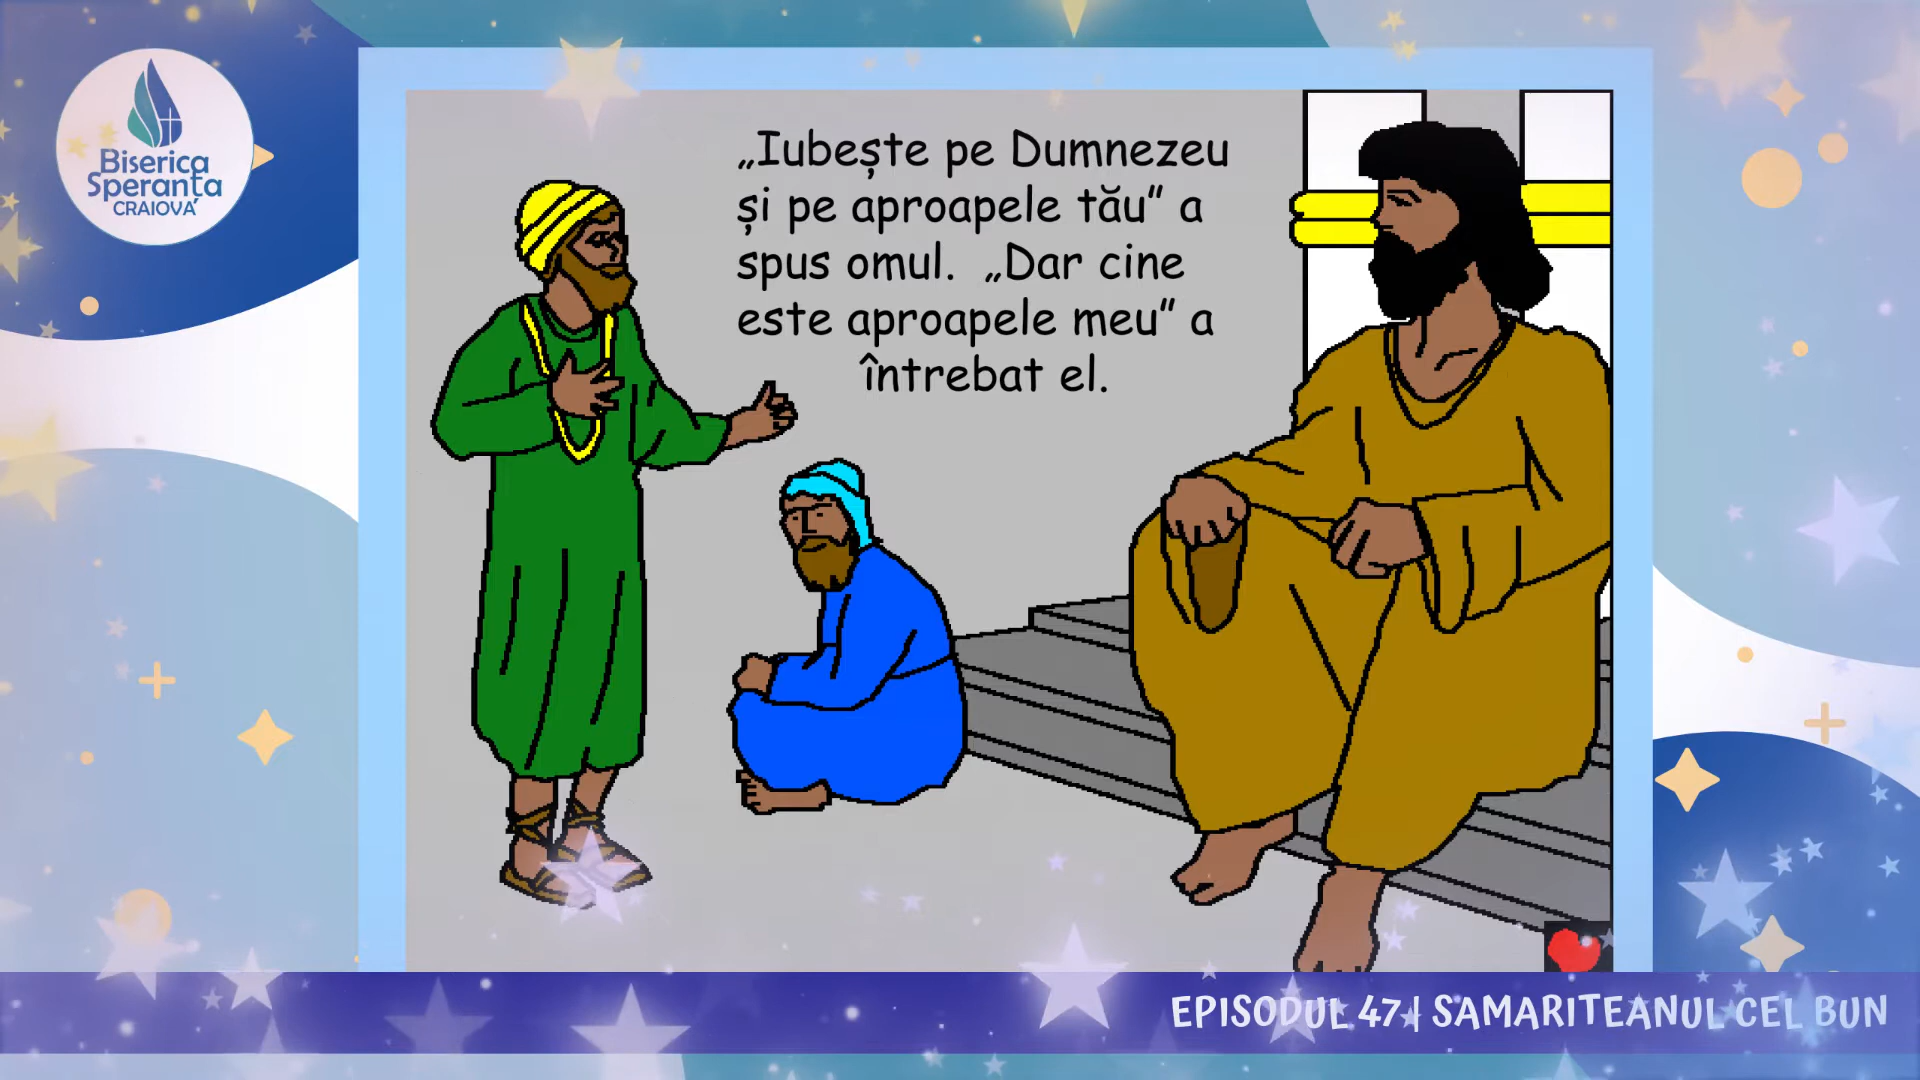 Biserica
Speranța
CRAIOVA
„Iubește pe Dumnezeu
și pe aproapele tău” a
spus omul. „Dar cine
este aproapele meu” a
întrebat el.
EPISODUL 47 | SAMARITEANUL CEL BUN